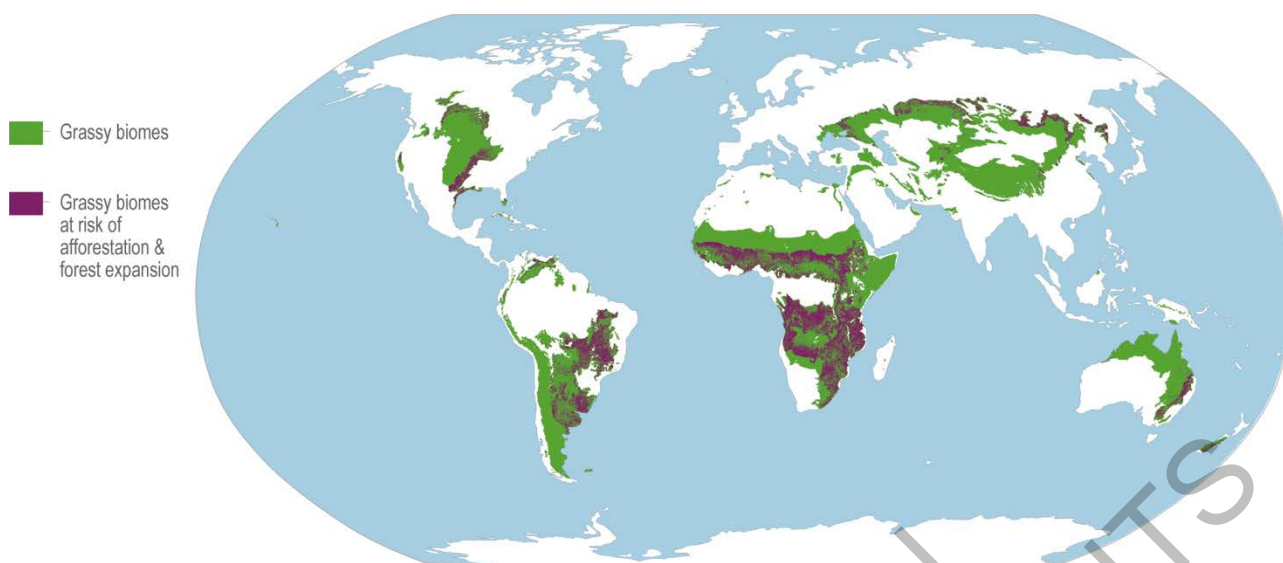 Grassy biomes
Grassy biomes
at risk of
afforestation &
forest expansion